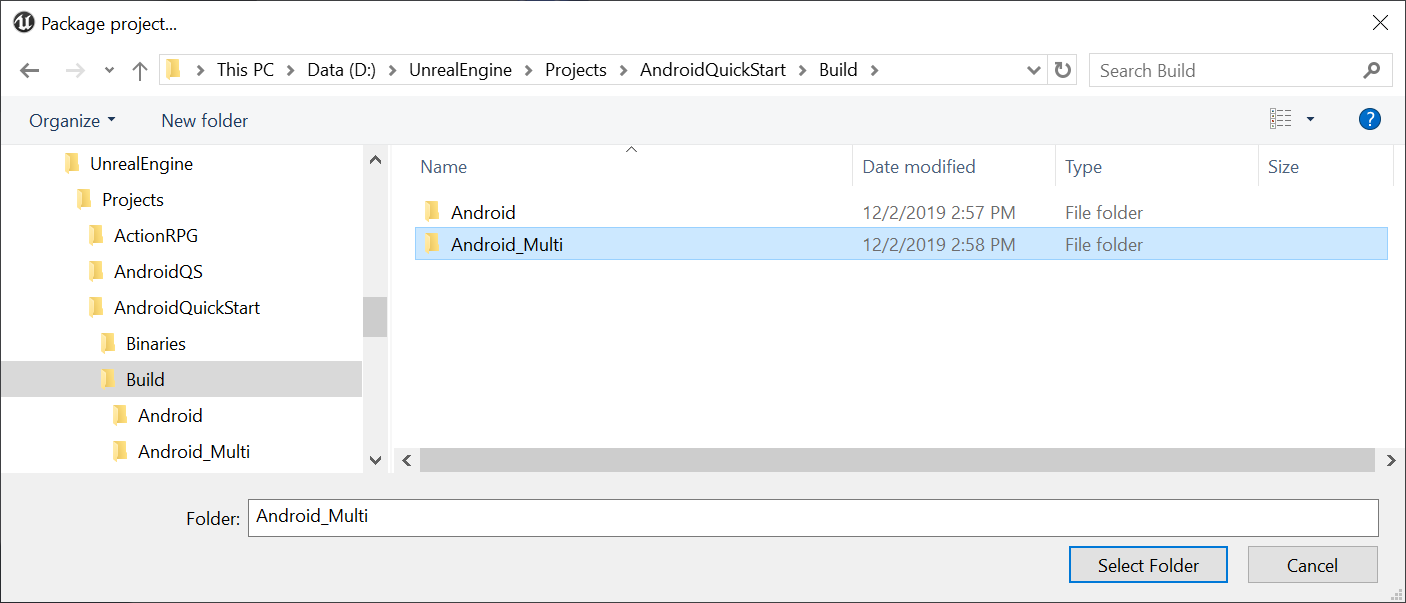 Package project...
This PC > Data (D:) > UnrealEngine > Projects > AndroidQuickStart > Build >
Search Build
Organize
New folder
?
UnrealEngine
Projects
ActionRPG
AndroidQS
AndroidQuickStart
Binaries
Build
Android
Android_Multi
Name Date modified Type Size
Android 12/2/2019 2:57 PM File folder
Android_Multi 12/2/2019 2:58 PM File folder
Folder: Android_Multi
Select Folder Cancel